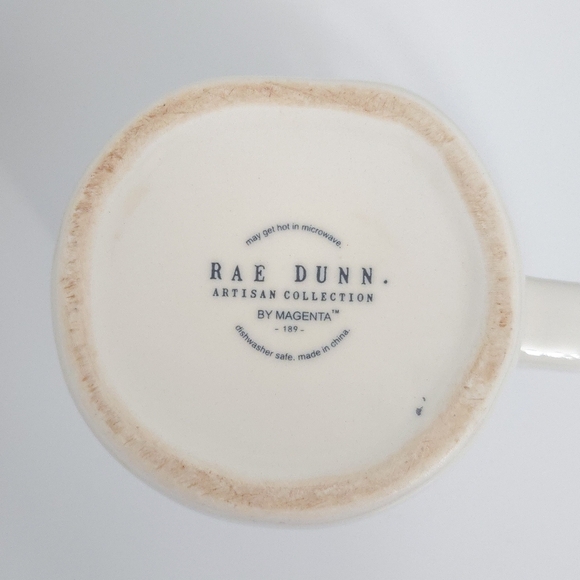 may get hot in microwave.
RAE DUNN.
ARTISAN COLLECTION
BY MAGENTA™
- 189 -
dishwasher safe. made in china.